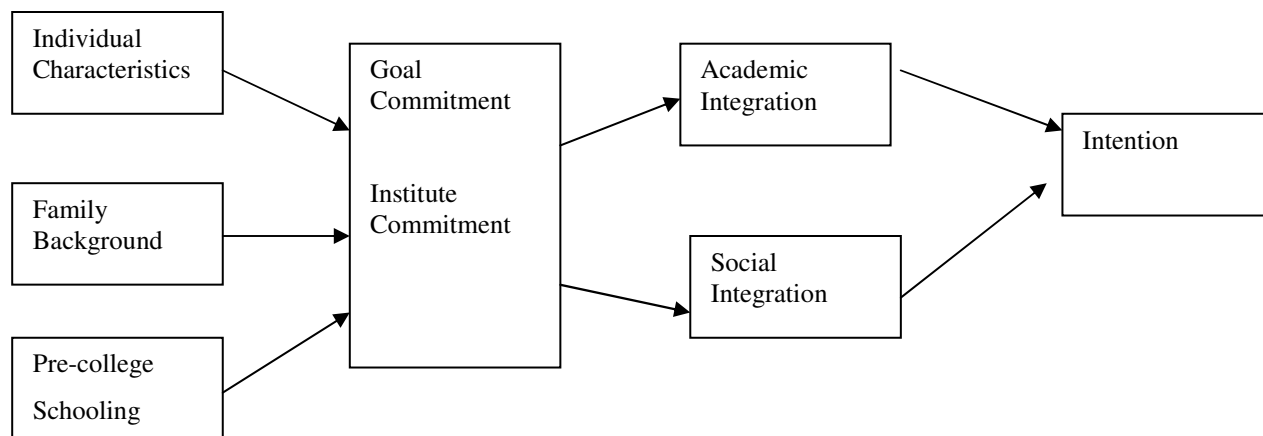 Individual
Characteristics
Family
Background
Pre-college
Schooling
Goal
Commitment
Institute
Commitment
Academic
Integration
Social
Integration
Intention